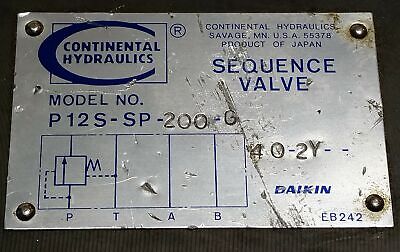 CONTINENTAL HYDRAULICS
SAVAGE, MN. U.S.A. 55378
PRODUCT OF JAPAN
CONTINENTAL
HYDRAULICS
®
SEQUENCE
VALVE
MODEL NO.
P12S-SP-200-G
40-2Y--
DAIKIN
P T A B
EB242